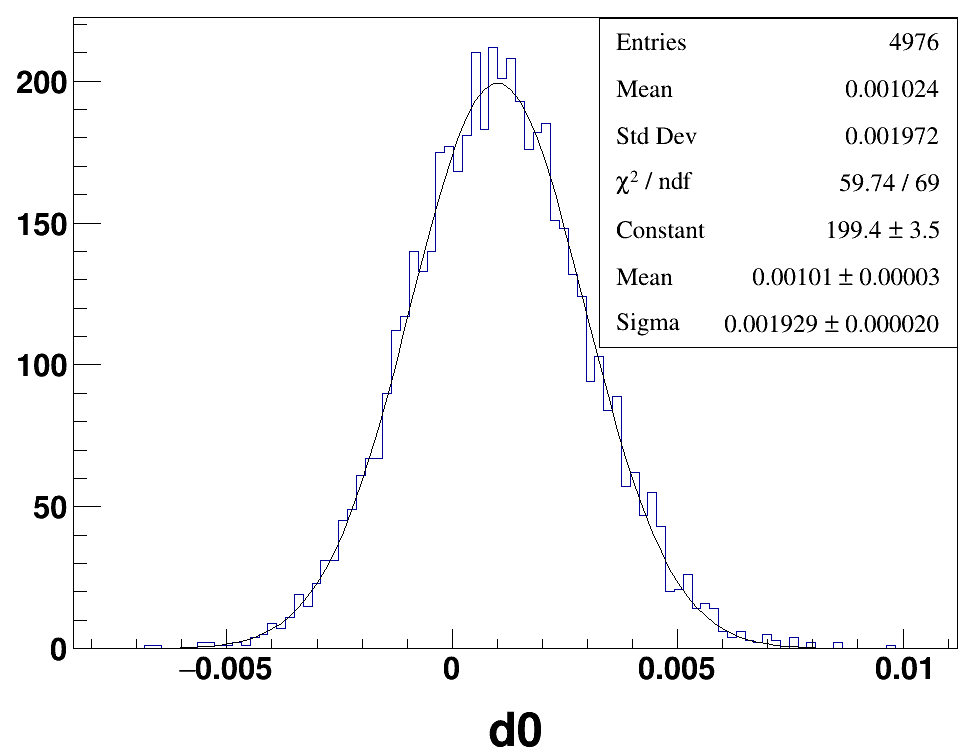 Entries 4976
Mean 0.001024
Std Dev 0.001972
χ² / ndf 59.74 / 69
Constant 199.4 ± 3.5
Mean 0.00101 ± 0.00003
Sigma 0.001929 ± 0.000020
200
150
100
50
0
−0.005 0 0.005 0.01
d0